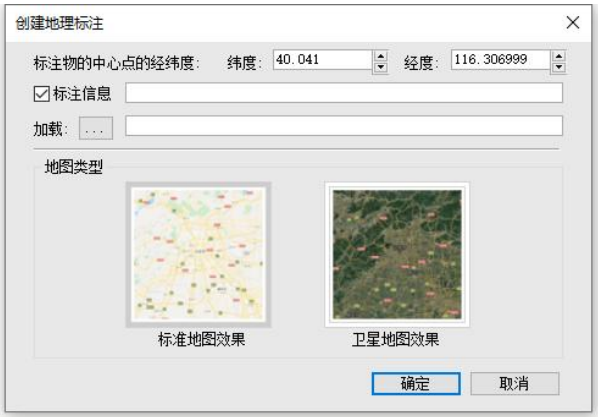 创建地理标注
标注物的中心点的经纬度: 纬度: 40.041 经度: 116.306999
标注信息
加载: ...
地图类型
标准地图效果 卫星地图效果
确定 取消